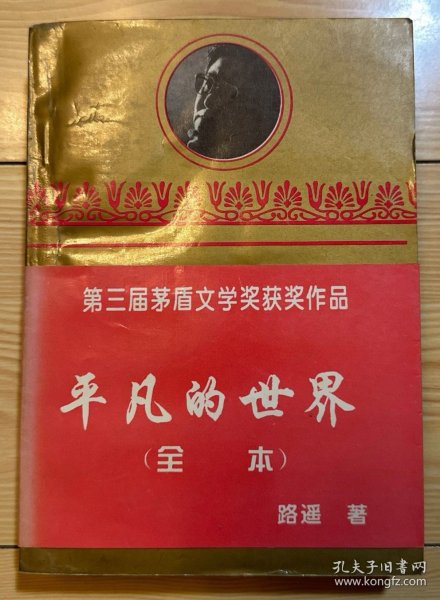 第三届茅盾文学奖获奖作品
平凡的世界
(全 本)
路遥 著
孔夫子旧书网
www.kongfz.com